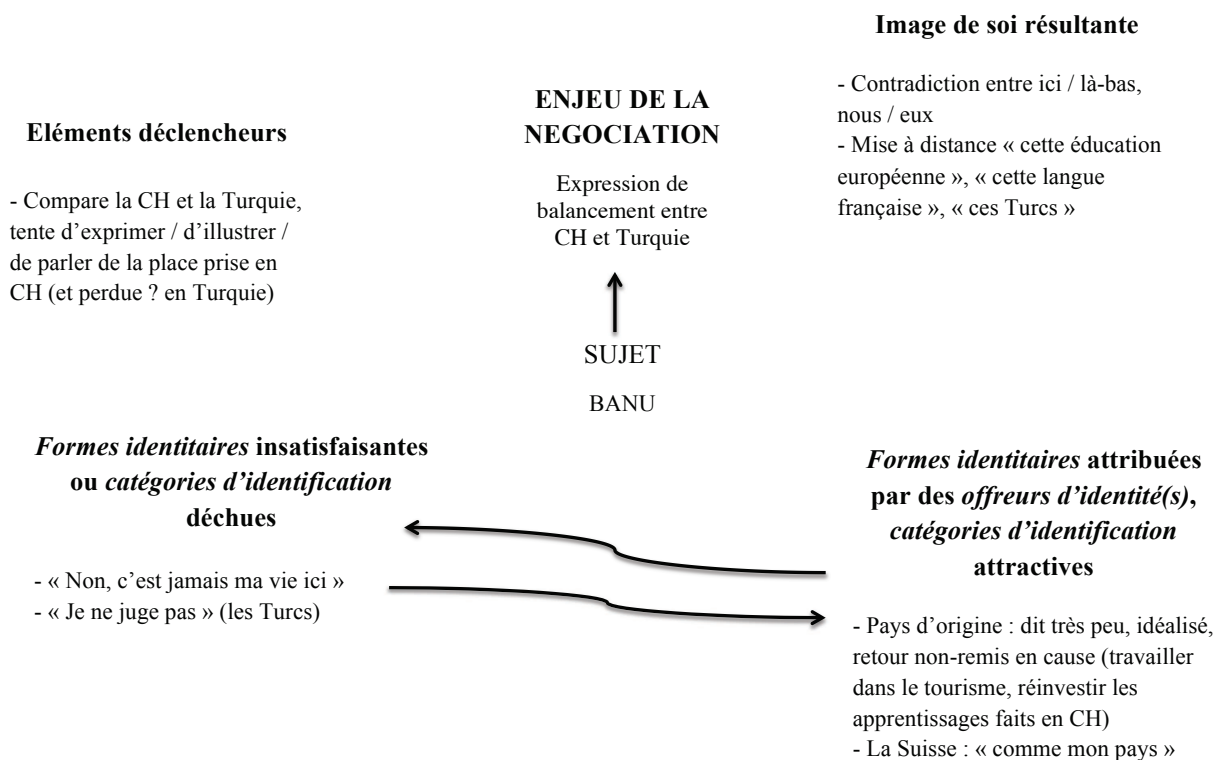 Eléments déclencheurs
- Compare la CH et la Turquie,
tente d’exprimer / d’illustrer /
de parler de la place prise en
CH (et perdue ? en Turquie)
ENJEU DE LA
NEGOCIATION
Expression de
balancement entre
CH et Turquie
Image de soi résultante
- Contradiction entre ici / là-bas,
nous / eux
- Mise à distance « cette éducation
européenne », « cette langue
française », « ces Turcs »
SUJET
BANU
Formes identitaires insatisfaisantes
ou catégories d’identification
déchues
- « Non, c’est jamais ma vie ici »
- « Je ne juge pas » (les Turcs)
Formes identitaires attribuées
par des offreurs d’identité(s),
catégories d’identification
attractives
- Pays d’origine : dit très peu, idéalisé,
retour non-remis en cause (travailler
dans le tourisme, réinvestir les
apprentissages faits en CH)
- La Suisse : « comme mon pays »